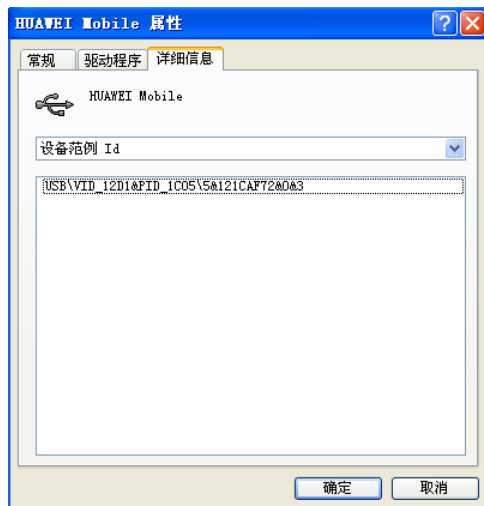 HUAWEI Mobile 属性
常规 驱动程序 详细信息
HUAWEI Mobile
设备范例 Id
USB\VID_12D1&PID_1C05\5&121CAF72&0&3
确定 取消